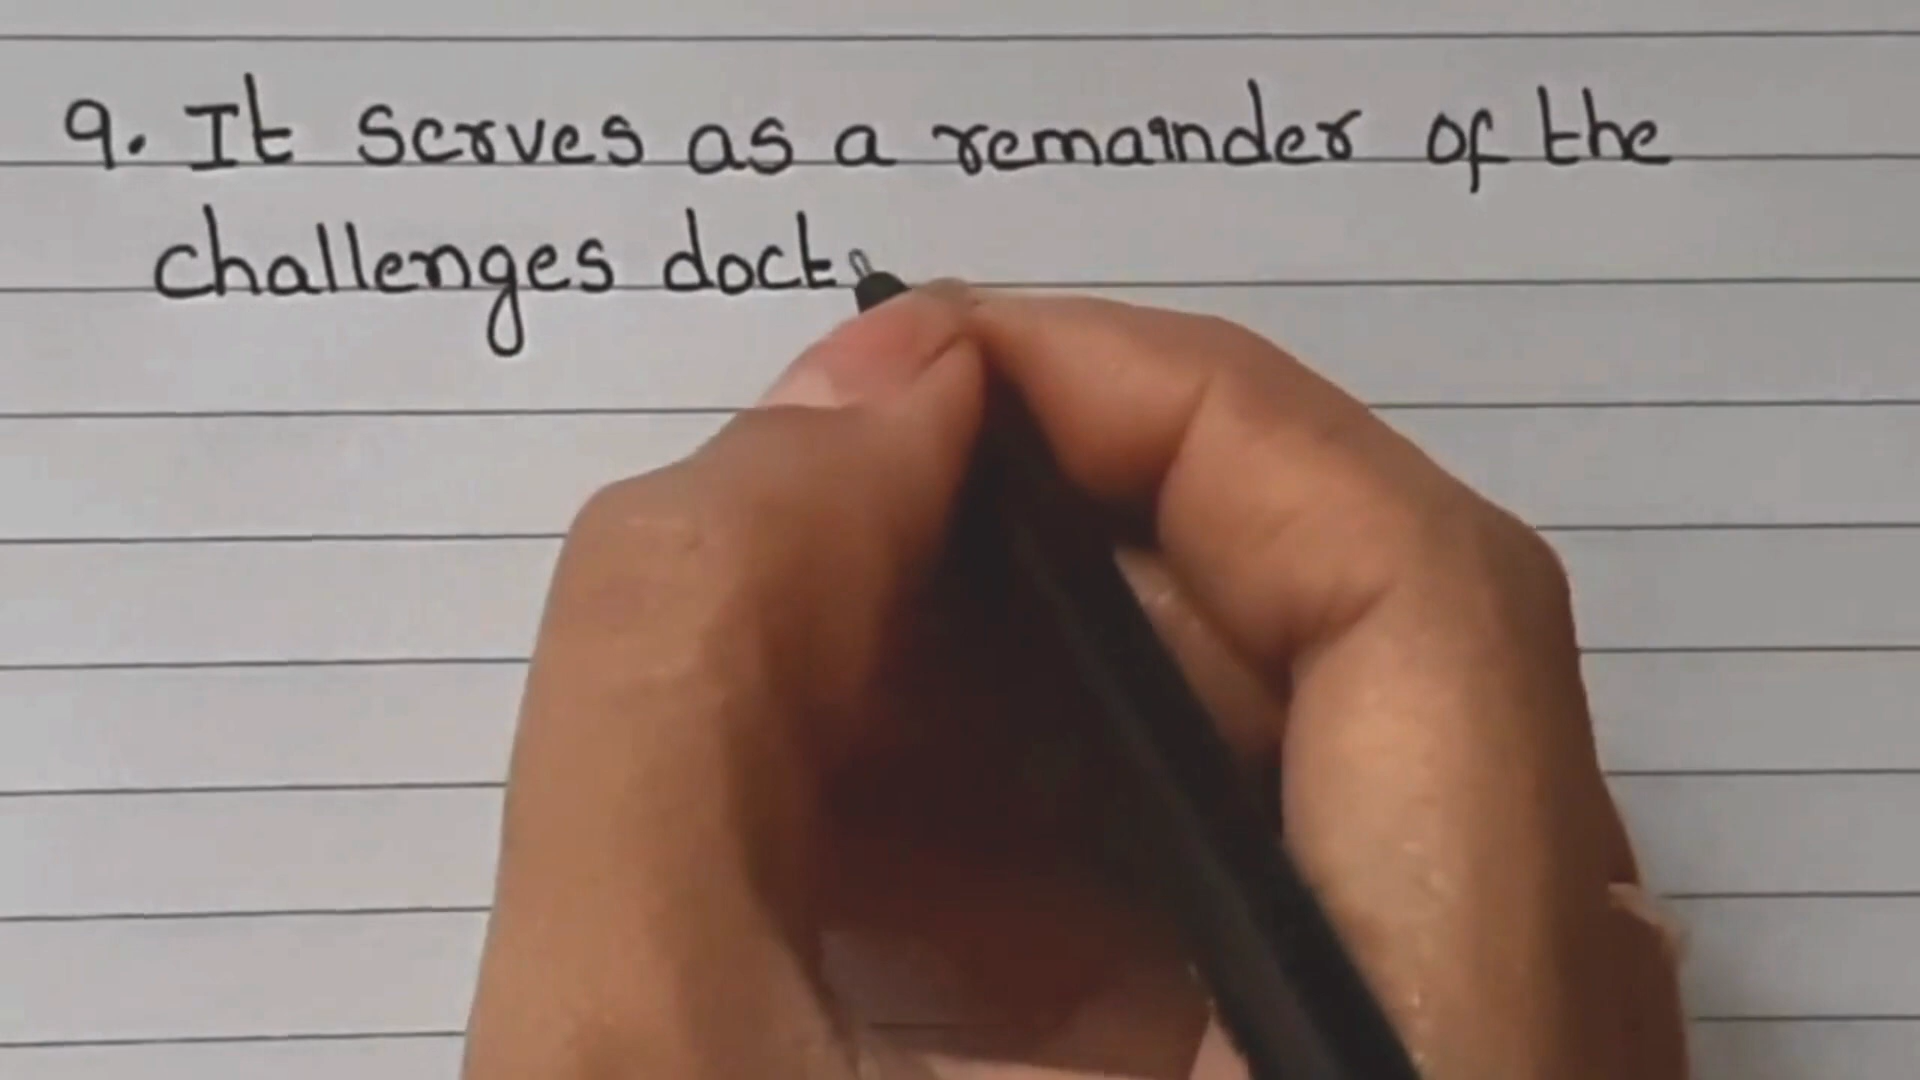 9. It serves as a remainder of the
challenges doct